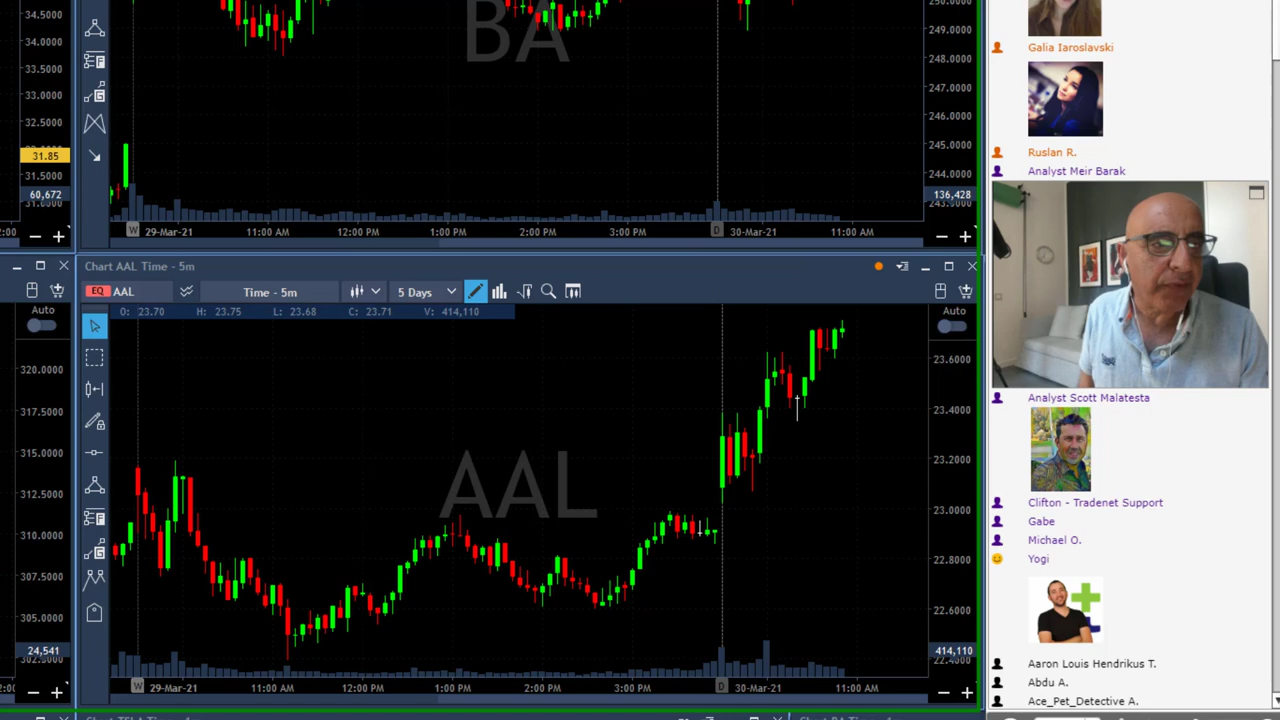 34.5000
34.0000
33.5000
33.0000
32.5000
31.85
31.5000
60,672
BA
249.0000
248.0000
247.0000
246.0000
245.0000
244.0000
136,428
W 29-Mar-21 11:00 AM 12:00 PM 1:00 PM 2:00 PM 3:00 PM D 30-Mar-21 11:00 AM
Chart AAL Time - 5m
EQ AAL Time - 5m 5 Days
O: 23.70 H: 23.75 L: 23.68 C: 23.71 V: 414,110
Auto
Auto
320.0000
317.5000
315.0000
312.5000
310.0000
307.5000
305.0000
24,541
AAL
23.6000
23.4000
23.2000
23.0000
22.8000
22.6000
414,110
W 29-Mar-21 11:00 AM 12:00 PM 1:00 PM 2:00 PM 3:00 PM D 30-Mar-21 11:00 AM
Galia Iaroslavski
Ruslan R.
Analyst Meir Barak
Analyst Scott Malatesta
Clifton - Tradenet Support
Gabe
Michael O.
Yogi
Aaron Louis Hendrikus T.
Abdu A.
Ace_Pet_Detective A.